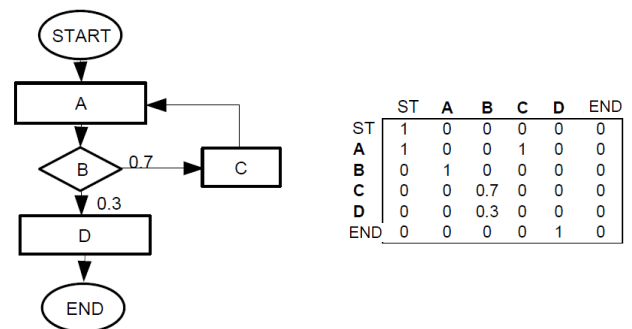 START
A
B 0.7 C
0.3
D
END
ST A B C D END
ST 1 0 0 0 0 0
A 1 0 0 1 0 0
B 0 1 0 0 0 0
C 0 0 0.7 0 0 0
D 0 0 0.3 0 0 0
END 0 0 0 0 1 0